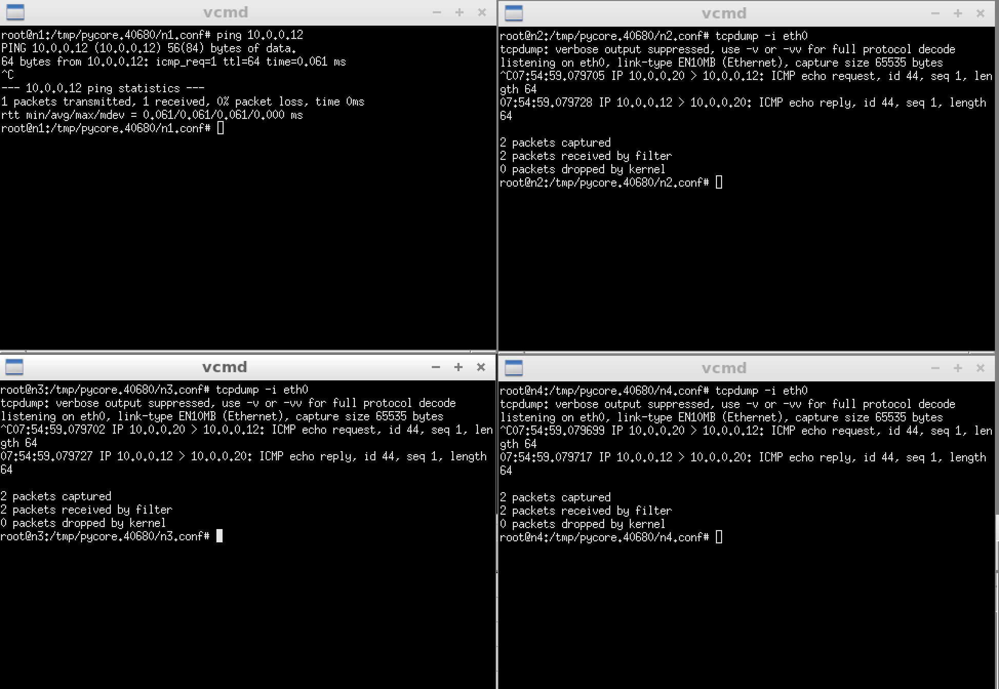 vcmd
root@n1:/tmp/pycore.40680/n1.conf# ping 10.0.0.12
PING 10.0.0.12 (10.0.0.12) 56(84) bytes of data.
64 bytes from 10.0.0.12: icmp_req=1 ttl=64 time=0.061 ms
^C
--- 10.0.0.12 ping statistics ---
1 packets transmitted, 1 received, 0% packet loss, time 0ms
rtt min/avg/max/mdev = 0.061/0.061/0.061/0.000 ms
root@n1:/tmp/pycore.40680/n1.conf#
vcmd
root@n2:/tmp/pycore.40680/n2.conf# tcpdump -i eth0
tcpdump: verbose output suppressed, use -v or -vv for full protocol decode
listening on eth0, link-type EN10MB (Ethernet), capture size 65535 bytes
^C07:54:59.079705 IP 10.0.0.20 > 10.0.0.12: ICMP echo request, id 44, seq 1, len
gth 64
07:54:59.079728 IP 10.0.0.12 > 10.0.0.20: ICMP echo reply, id 44, seq 1, length
64
2 packets captured
2 packets received by filter
0 packets dropped by kernel
root@n2:/tmp/pycore.40680/n2.conf#
vcmd
root@n3:/tmp/pycore.40680/n3.conf# tcpdump -i eth0
tcpdump: verbose output suppressed, use -v or -vv for full protocol decode
listening on eth0, link-type EN10MB (Ethernet), capture size 65535 bytes
^C07:54:59.079702 IP 10.0.0.20 > 10.0.0.12: ICMP echo request, id 44, seq 1, len
gth 64
07:54:59.079727 IP 10.0.0.12 > 10.0.0.20: ICMP echo reply, id 44, seq 1, length
64
2 packets captured
2 packets received by filter
0 packets dropped by kernel
root@n3:/tmp/pycore.40680/n3.conf#
vcmd
root@n4:/tmp/pycore.40680/n4.conf# tcpdump -i eth0
tcpdump: verbose output suppressed, use -v or -vv for full protocol decode
listening on eth0, link-type EN10MB (Ethernet), capture size 65535 bytes
^C07:54:59.079699 IP 10.0.0.20 > 10.0.0.12: ICMP echo request, id 44, seq 1, len
gth 64
07:54:59.079717 IP 10.0.0.12 > 10.0.0.20: ICMP echo reply, id 44, seq 1, length
64
2 packets captured
2 packets received by filter
0 packets dropped by kernel
root@n4:/tmp/pycore.40680/n4.conf#